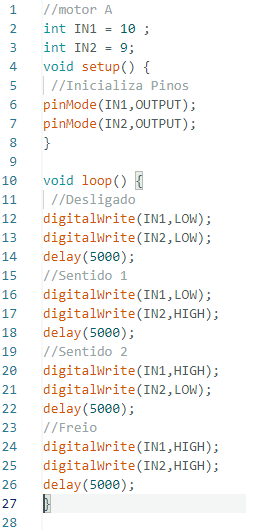 1 //motor A
2 int IN1 = 10 ;
3 int IN2 = 9;
4 void setup() {
5 //Inicializa Pinos
6 pinMode(IN1,OUTPUT);
7 pinMode(IN2,OUTPUT);
8 }
9
10 void loop() {
11 //Desligado
12 digitalWrite(IN1,LOW);
13 digitalWrite(IN2,LOW);
14 delay(5000);
15 //Sentido 1
16 digitalWrite(IN1,LOW);
17 digitalWrite(IN2,HIGH);
18 delay(5000);
19 //Sentido 2
20 digitalWrite(IN1,HIGH);
21 digitalWrite(IN2,LOW);
22 delay(5000);
23 //Freio
24 digitalWrite(IN1,HIGH);
25 digitalWrite(IN2,HIGH);
26 delay(5000);
27 }